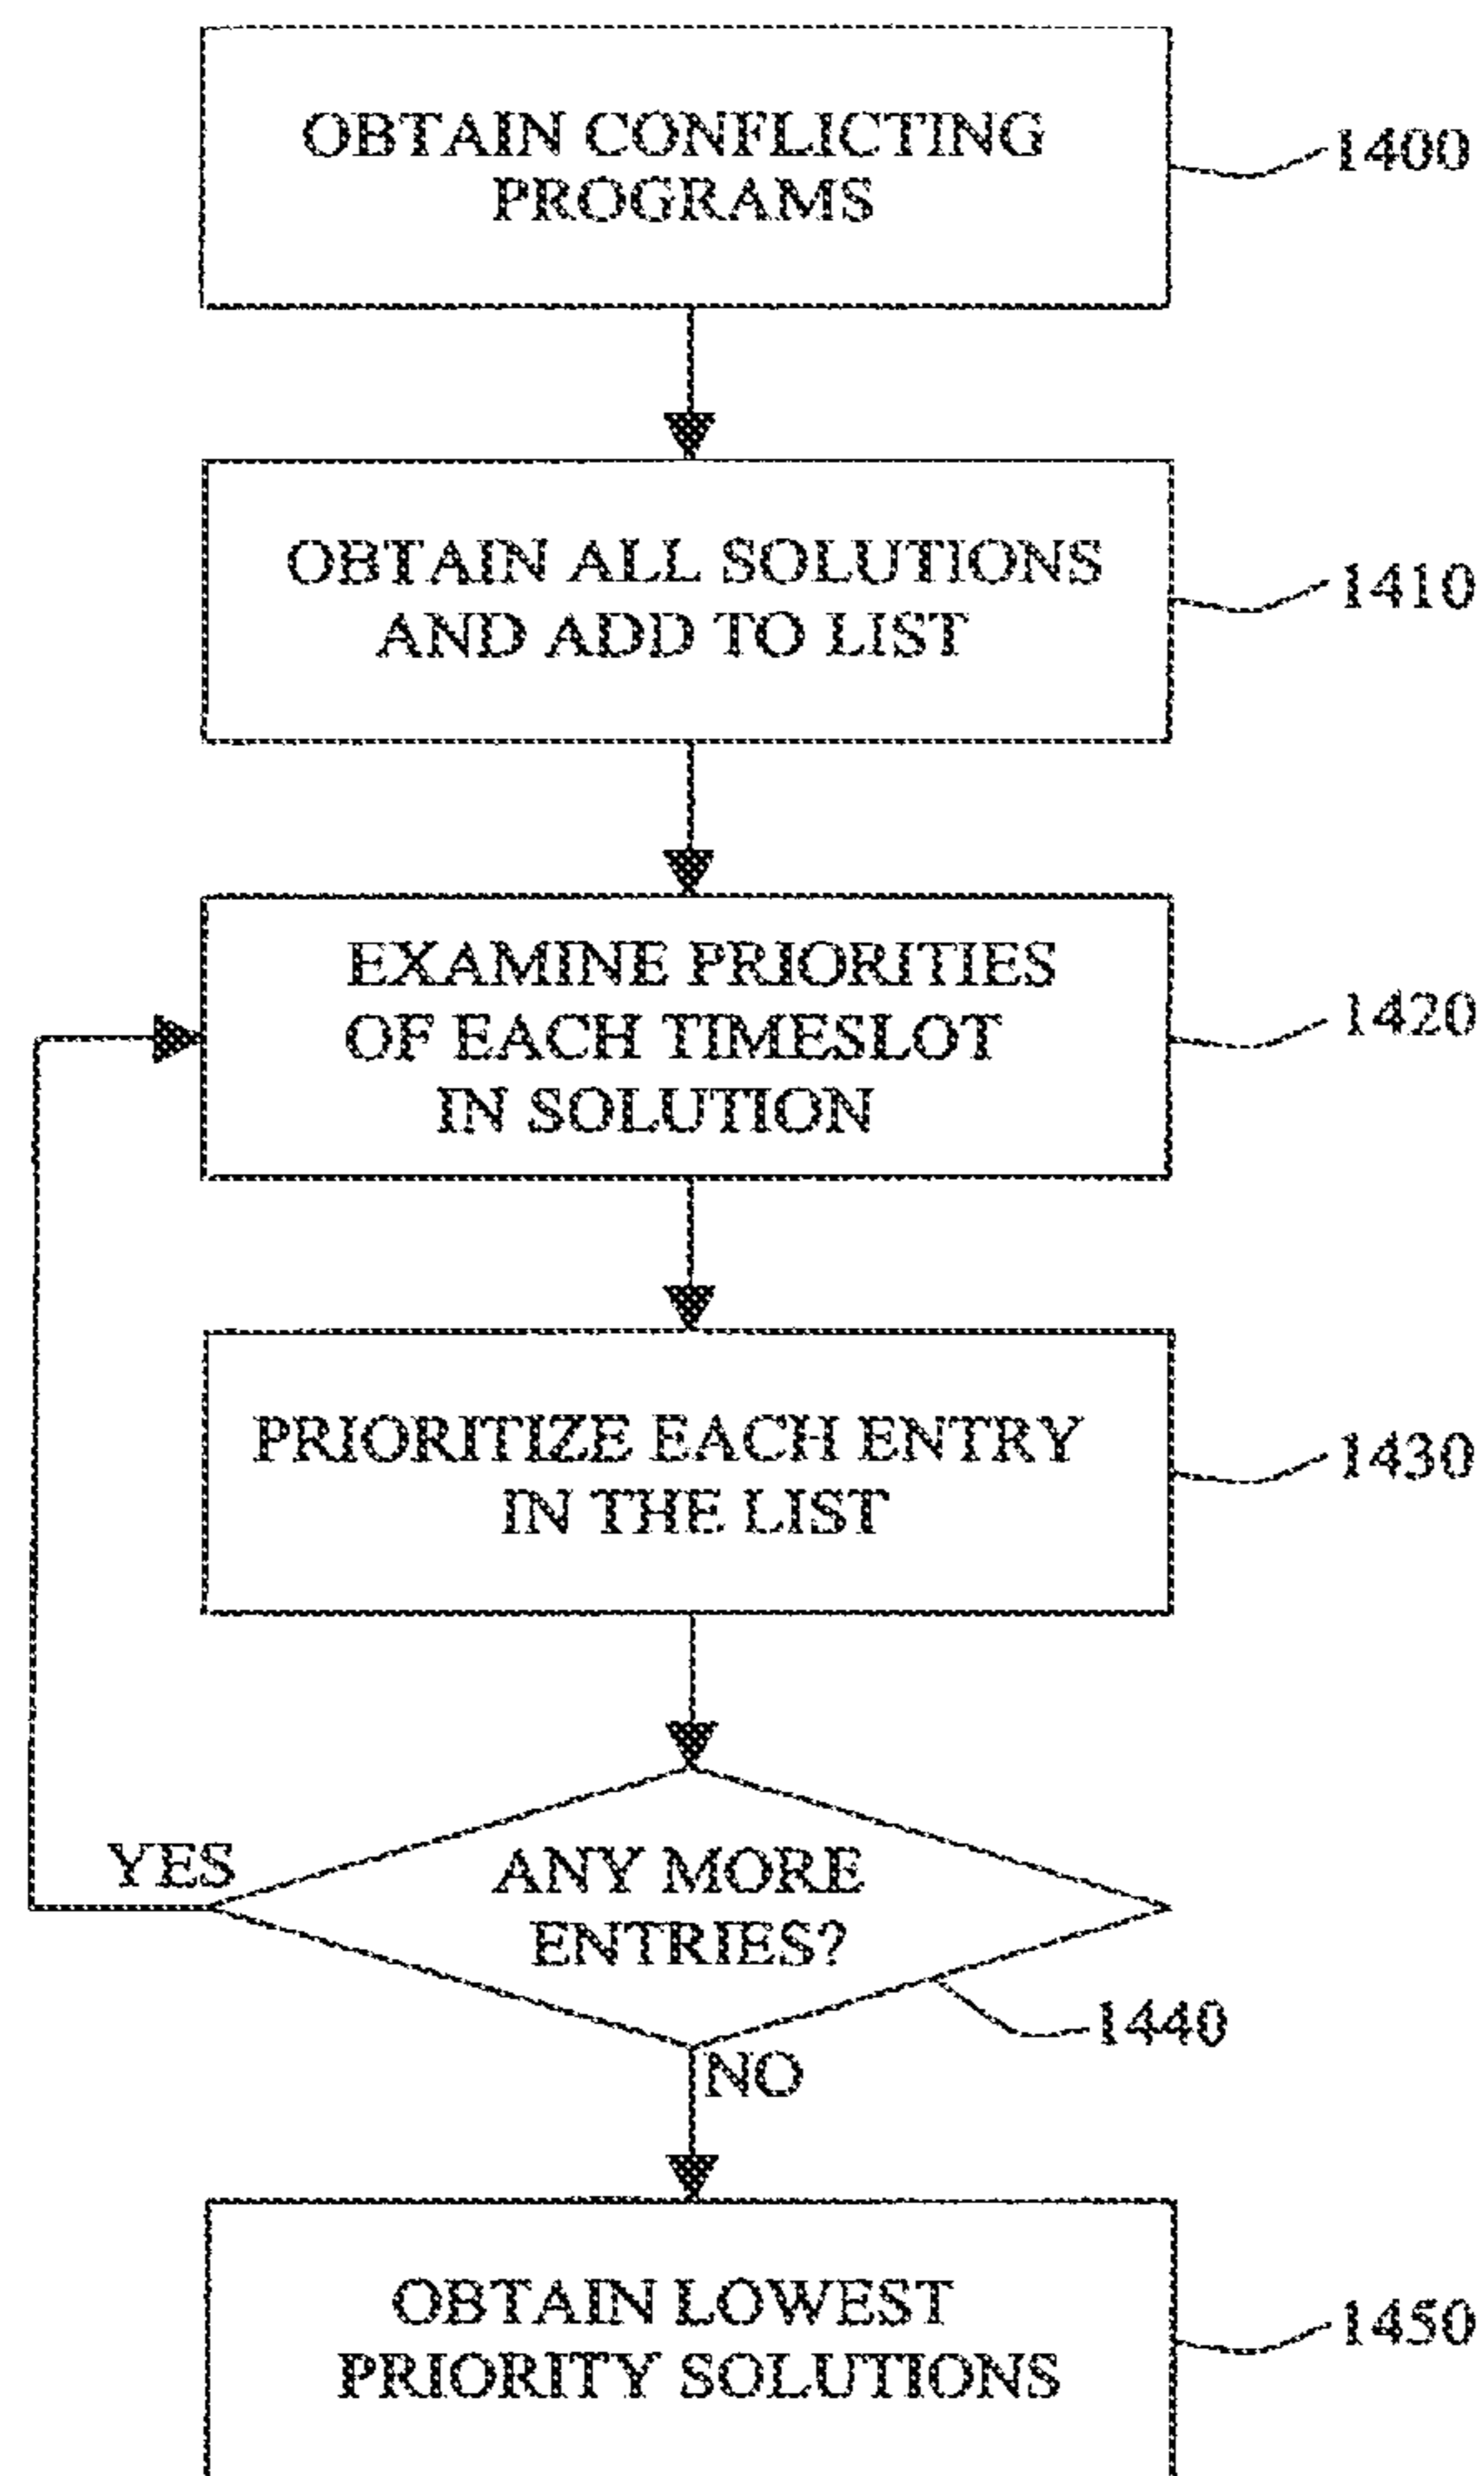 OBTAIN CONFLICTING
PROGRAMS
1400
OBTAIN ALL SOLUTIONS
AND ADD TO LIST
1410
EXAMINE PRIORITIES
OF EACH TIMESLOT
IN SOLUTION
1420
PRIORITIZE EACH ENTRY
IN THE LIST
1430
YES
ANY MORE
ENTRIES?
1440
NO
OBTAIN LOWEST
PRIORITY SOLUTIONS
1450